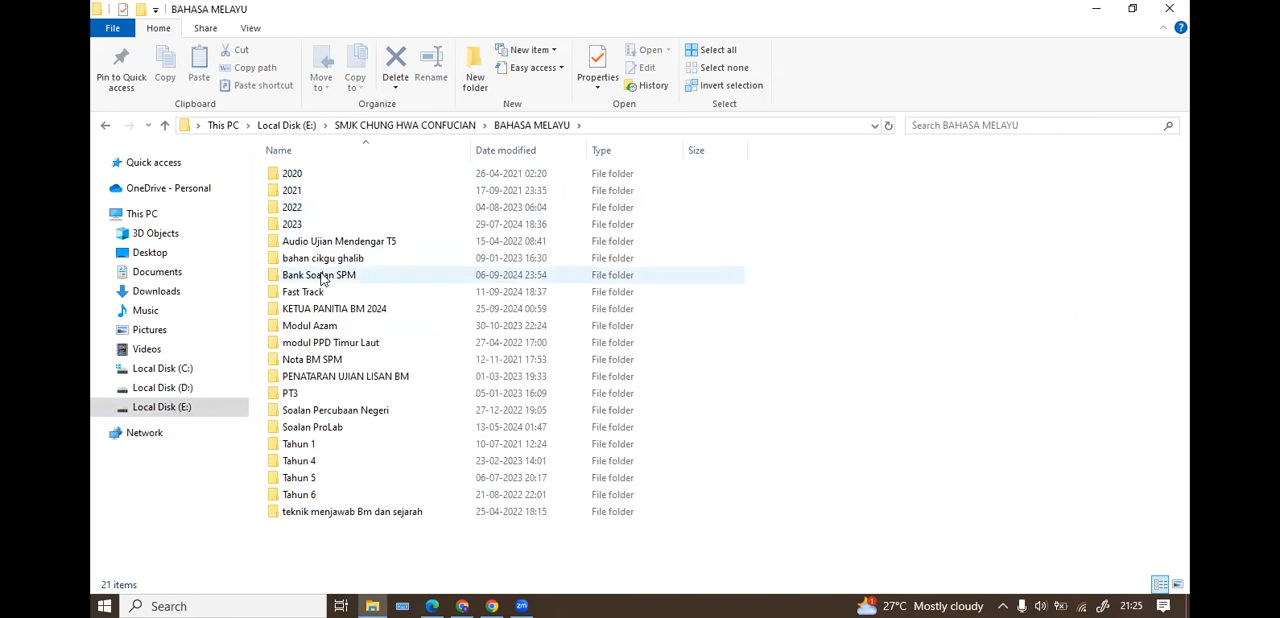 BAHASA MELAYU
File Home Share View
Pin to Quick access
Copy
Paste
Cut
Copy path
Paste shortcut
Clipboard
Move to
Copy to
Delete
Rename
Organize
New folder
New item
Easy access
New
Properties
Open
Edit
History
Open
Select all
Select none
Invert selection
Select
This PC > Local Disk (E:) > SMJK CHUNG HWA CONFUCIAN > BAHASA MELAYU >
Search BAHASA MELAYU
Quick access
OneDrive - Personal
This PC
3D Objects
Desktop
Documents
Downloads
Music
Pictures
Videos
Local Disk (C:)
Local Disk (D:)
Local Disk (E:)
Network
Name Date modified Type Size
2020 26-04-2021 02:20 File folder
2021 17-09-2021 23:35 File folder
2022 04-08-2023 06:04 File folder
2023 29-07-2024 18:36 File folder
Audio Ujian Mendengar T5 15-04-2022 08:41 File folder
bahan cikgu ghalib 09-01-2023 16:30 File folder
Bank Soalan SPM 06-09-2024 23:54 File folder
Fast Track 11-09-2024 18:37 File folder
KETUA PANITIA BM 2024 25-09-2024 00:59 File folder
Modul Azam 30-10-2023 22:24 File folder
modul PPD Timur Laut 27-04-2022 17:00 File folder
Nota BM SPM 12-11-2021 17:53 File folder
PENATARAN UJIAN LISAN BM 01-03-2023 19:33 File folder
PT3 05-01-2023 16:09 File folder
Soalan Percubaan Negeri 27-12-2022 19:05 File folder
Soalan ProLab 13-05-2024 01:47 File folder
Tahun 1 10-07-2021 12:24 File folder
Tahun 4 23-02-2023 14:01 File folder
Tahun 5 06-07-2023 20:17 File folder
Tahun 6 21-08-2022 22:01 File folder
teknik menjawab Bm dan sejarah 25-04-2022 18:15 File folder
21 items
Search
zm
27°C Mostly cloudy
21:25